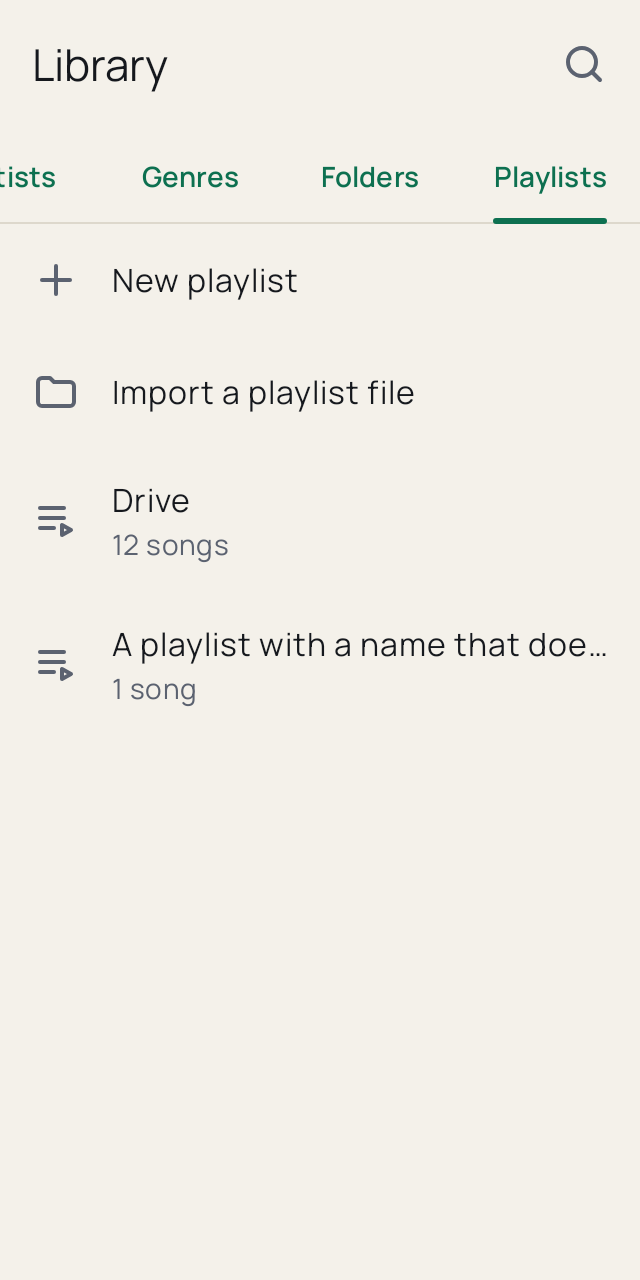 Library
tists Genres Folders Playlists
New playlist
Import a playlist file
Drive
12 songs
A playlist with a name that doe…
1 song